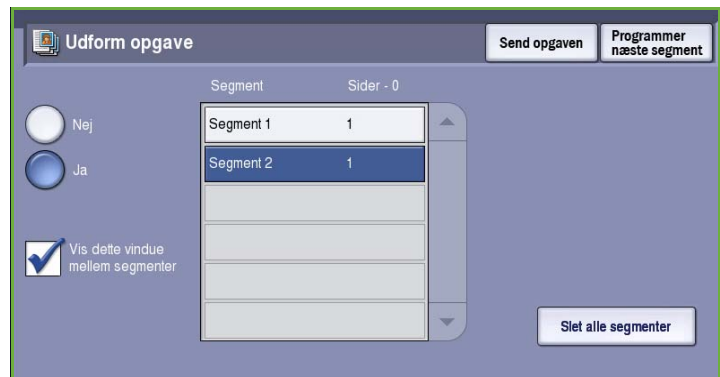 Udform opgave
Send opgaven
Programmer
næste segment
Segment Sider - 0
Nej
Ja
Vis dette vindue
mellem segmenter
Segment 1 1
Segment 2 1
Slet alle segmenter